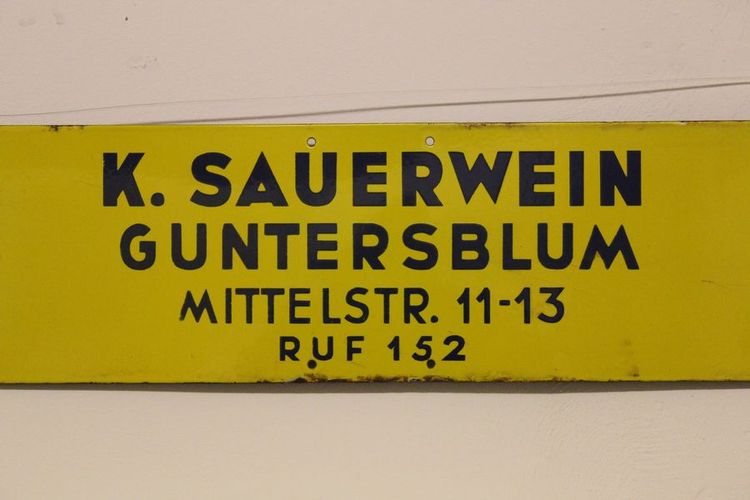 K. SAUERWEIN
GUNTERSBLUM
MITTELSTR. 11-13
RUF 152